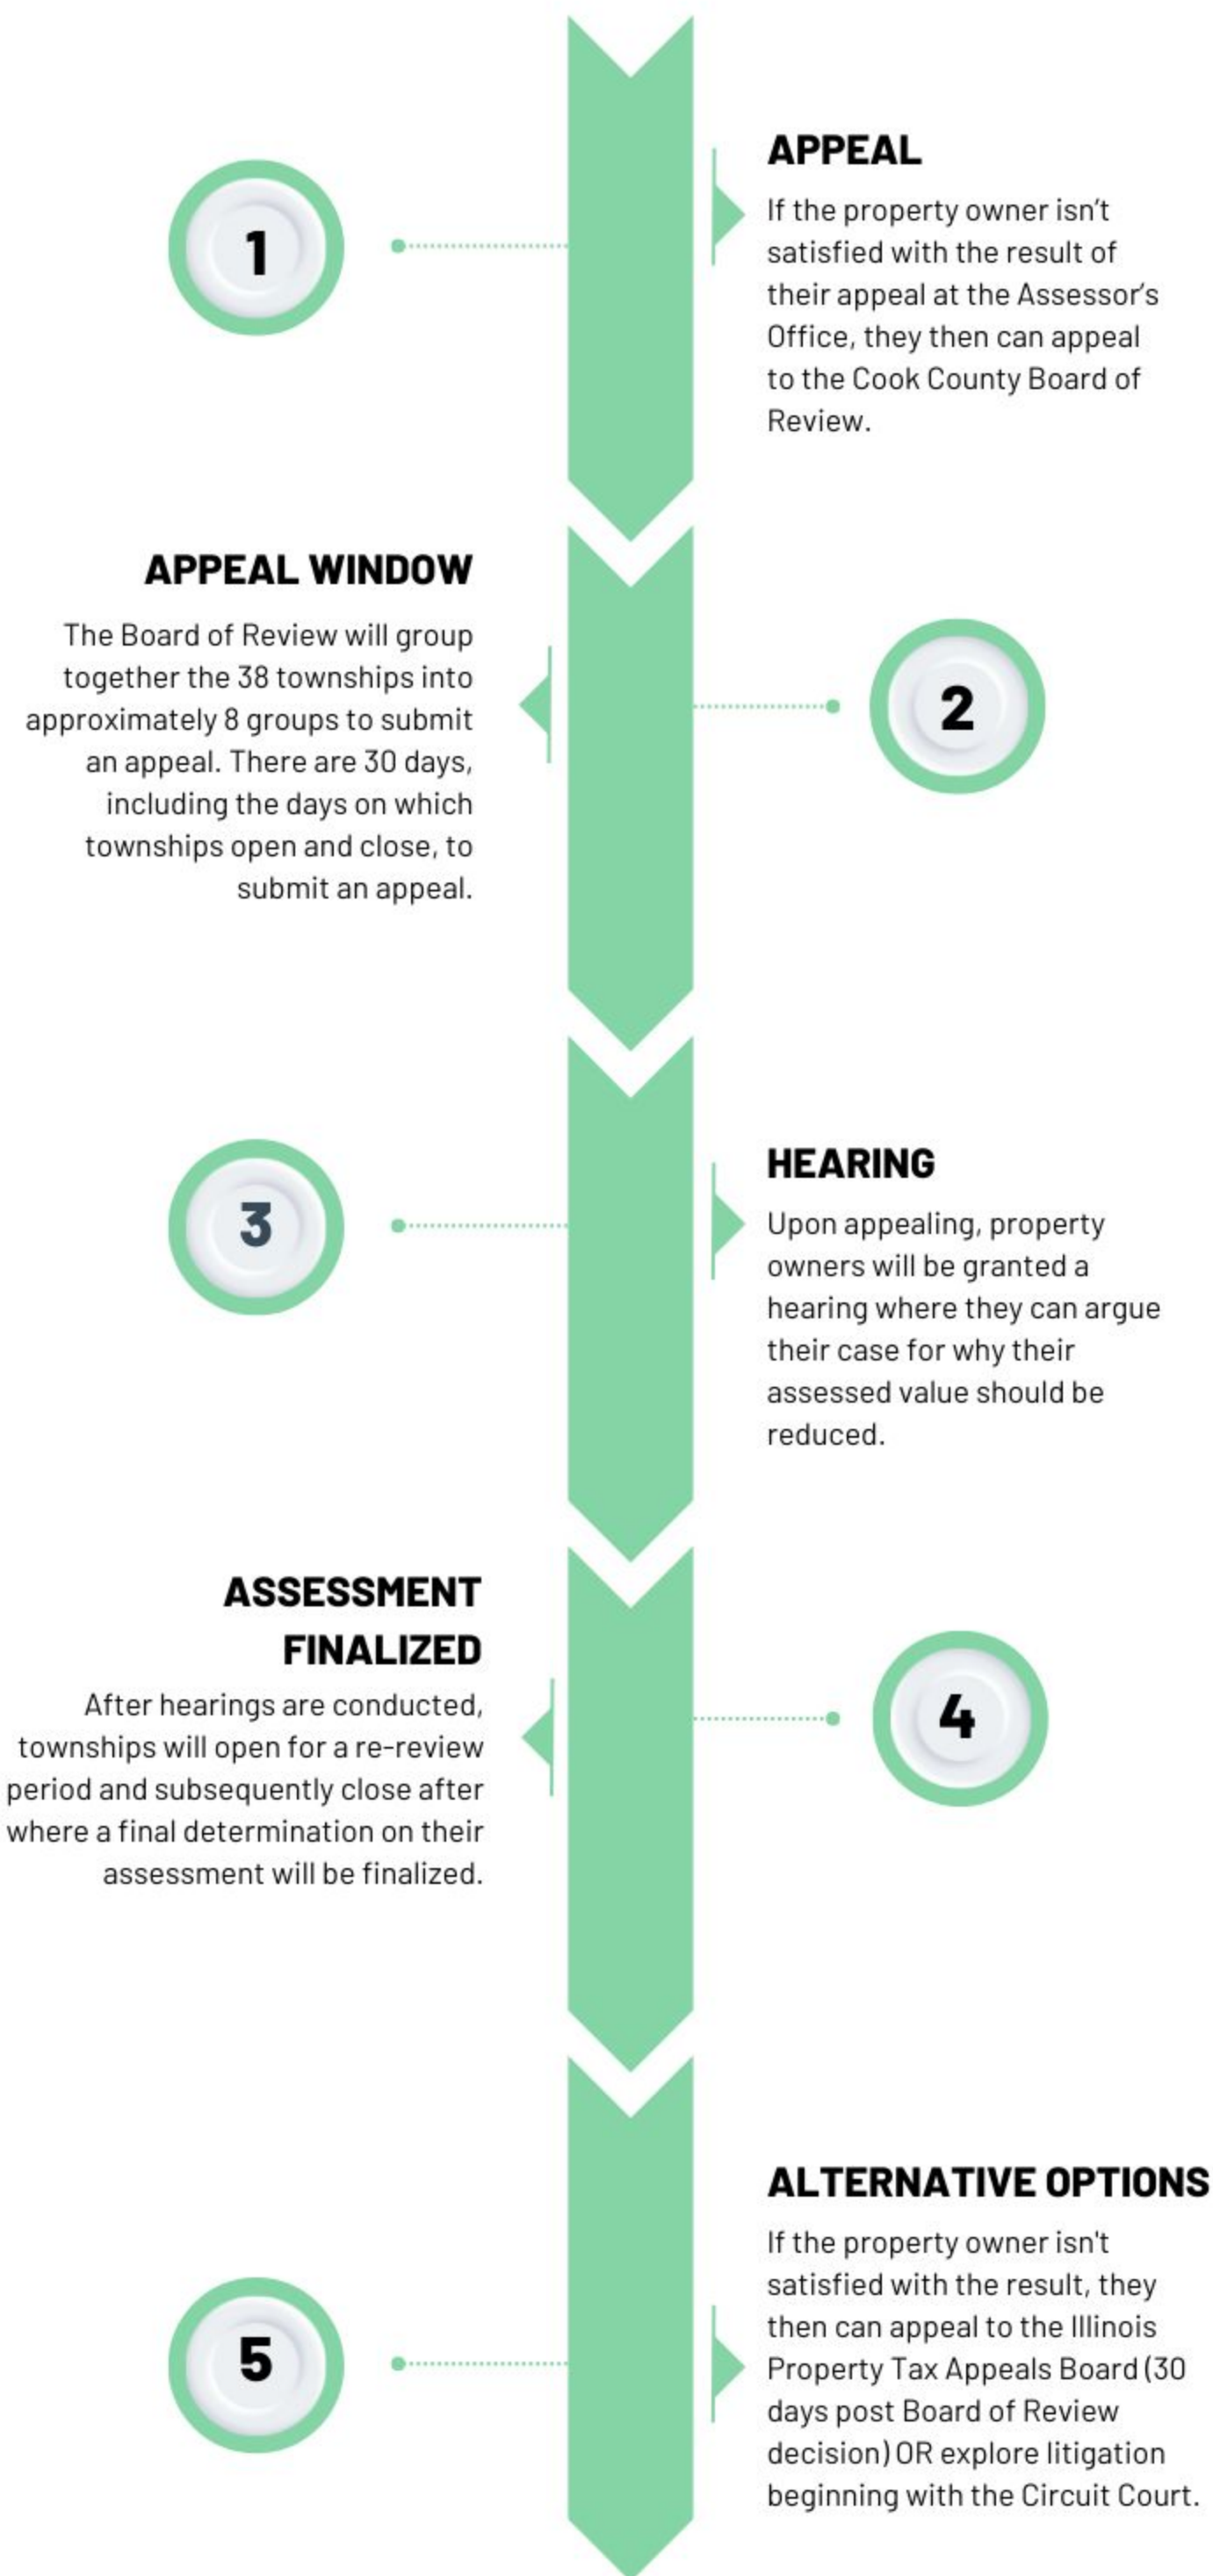 1
APPEAL
If the property owner isn’t
satisfied with the result of
their appeal at the Assessor’s
Office, they then can appeal
to the Cook County Board of
Review.
APPEAL WINDOW
The Board of Review will group
together the 38 townships into
approximately 8 groups to submit
an appeal. There are 30 days,
including the days on which
townships open and close, to
submit an appeal.
2
3
HEARING
Upon appealing, property
owners will be granted a
hearing where they can argue
their case for why their
assessed value should be
reduced.
ASSESSMENT
FINALIZED
After hearings are conducted,
townships will open for a re-review
period and subsequently close after
where a final determination on their
assessment will be finalized.
4
5
ALTERNATIVE OPTIONS
If the property owner isn't
satisfied with the result, they
then can appeal to the Illinois
Property Tax Appeals Board (30
days post Board of Review
decision) OR explore litigation
beginning with the Circuit Court.